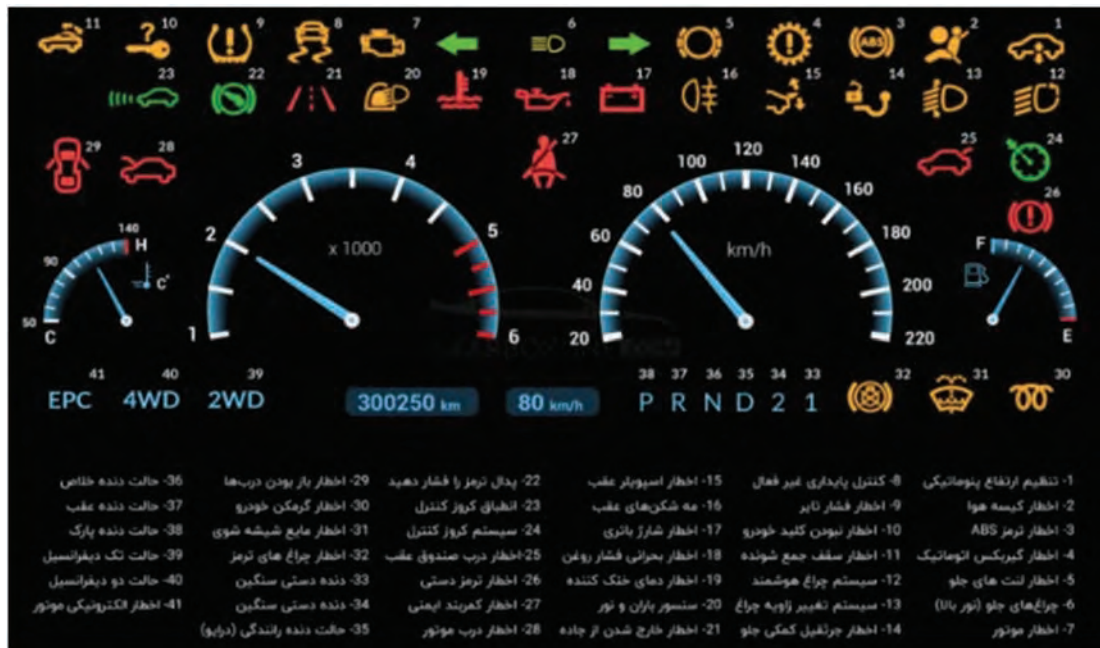 11 10 9 8 7 6 5 4 3 2 1
ABS
23 22 21 20 19 18 17 16 15 14 13 12
29 28 27 25 24
26
3 4 100 120 140
80 160
2 5 60 180
x 1000 km/h
140 H F
90 C°
40 200
50 C 1 6 20 220 E
41 40 39 38 37 36 35 34 33 32 31 30
EPC 4WD 2WD 300250 km 80 km/h P R N D 2 1
1- تنظیم ارتفاع پنوماتیکی
2- اخطار کیسه هوا
3- اخطار ترمز ABS
4- اخطار گیربکس اتوماتیک
5- اخطار لنت های جلو
6- چراغ‌های جلو (نور بالا)
7- اخطار موتور
8- کنترل پایداری غیر فعال
9- اخطار فشار تایر
10- اخطار نبودن کلید خودرو
11- اخطار سقف جمع شونده
12- سیستم چراغ هوشمند
13- سیستم تغییر زاویه چراغ
14- اخطار جرثقیل کمکی جلو
15- اخطار اسپویلر عقب
16- مه شکن‌های عقب
17- اخطار شارژ باتری
18- اخطار بحرانی فشار روغن
19- اخطار دمای خنک کننده
20- سنسور باران و نور
21- اخطار خارج شدن از جاده
22- پدال ترمز را فشار دهید
23- انطباق کروز کنترل
24- سیستم کروز کنترل
25- اخطار درب صندوق عقب
26- اخطار ترمز دستی
27- اخطار کمربند ایمنی
28- اخطار درب موتور
29- اخطار باز بودن درب‌ها
30- اخطار گرمکن خودرو
31- اخطار مایع شیشه شوی
32- اخطار چراغ های ترمز
33- دنده دستی سنگین
34- دنده دستی سنگین
35- حالت دنده رانندگی (درایو)
36- حالت دنده خلاص
37- حالت دنده عقب
38- حالت دنده پارک
39- حالت تک دیفرانسیل
40- حالت دو دیفرانسیل
41- اخطار الکترونیکی موتور